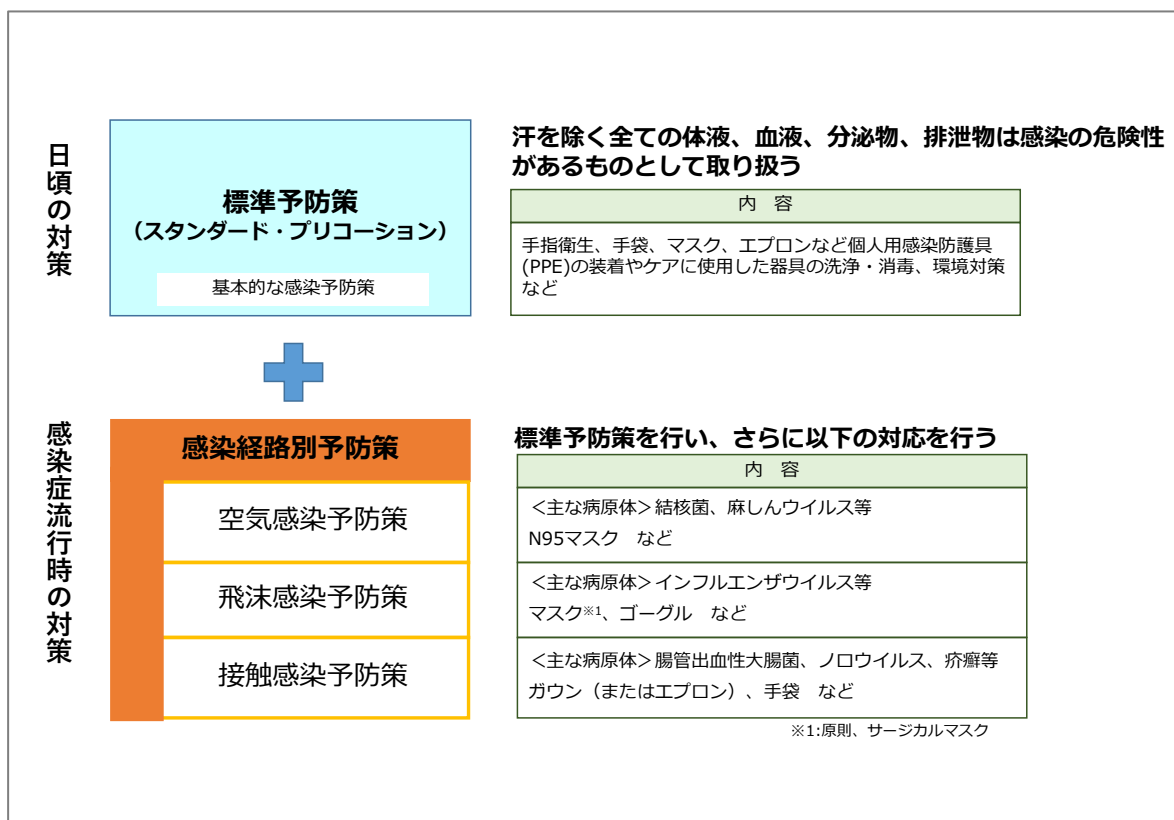 日頃の対策
標準予防策
（スタンダード・プリコーション）
基本的な感染予防策
汗を除く全ての体液、血液、分泌物、排泄物は感染の危険性
があるものとして取り扱う
内　容
手指衛生、手袋、マスク、エプロンなど個人用感染防護具
(PPE)の装着やケアに使用した器具の洗浄・消毒、環境対策
など
感染症流行時の対策
感染経路別予防策
空気感染予防策
飛沫感染予防策
接触感染予防策
標準予防策を行い、さらに以下の対応を行う
内　容
＜主な病原体＞結核菌、麻しんウイルス等
N95マスク　など
＜主な病原体＞インフルエンザウイルス等
マスク※1、ゴーグル　など
＜主な病原体＞腸管出血性大腸菌、ノロウイルス、疥癬等
ガウン（またはエプロン）、手袋　など
※1:原則、サージカルマスク